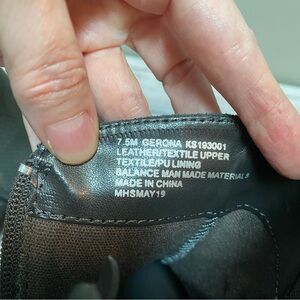 7.5M GERONA KS193001
LEATHER/TEXTILE UPPER
TEXTILE/PU LINING
BALANCE MAN MADE MATERIALS
MADE IN CHINA
MHSMAY19